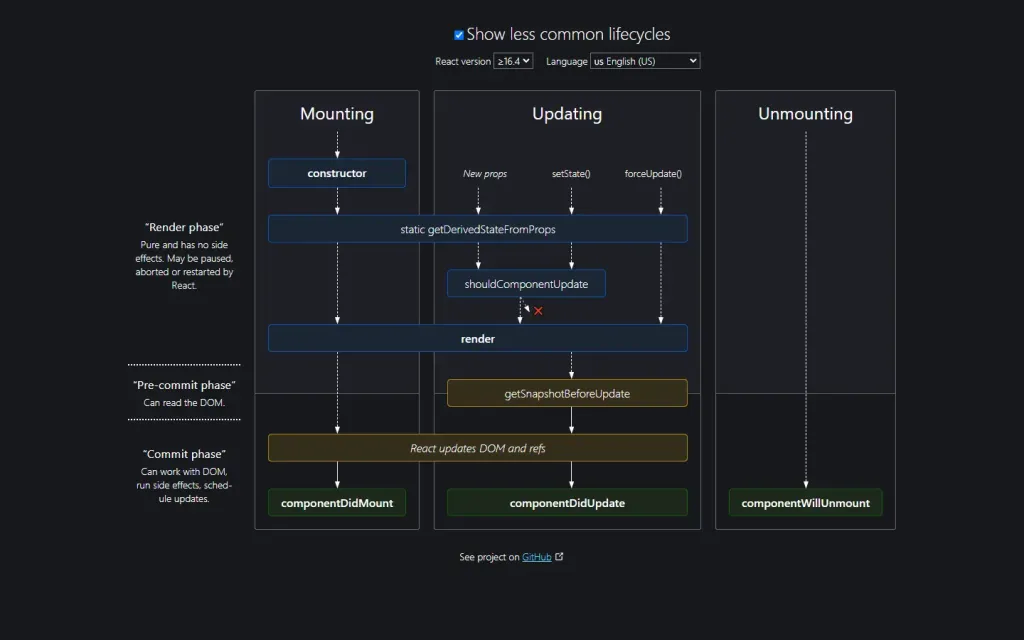 Show less common lifecycles
React version ≥16.4 Language us English (US)
Mounting
Updating
Unmounting
constructor
New props
setState()
forceUpdate()
"Render phase"
Pure and has no side
effects. May be paused,
aborted or restarted by
React.
static getDerivedStateFromProps
shouldComponentUpdate
render
"Pre-commit phase"
Can read the DOM.
getSnapshotBeforeUpdate
"Commit phase"
Can work with DOM,
run side effects, sched-
ule updates.
React updates DOM and refs
componentDidMount
componentDidUpdate
componentWillUnmount
See project on GitHub